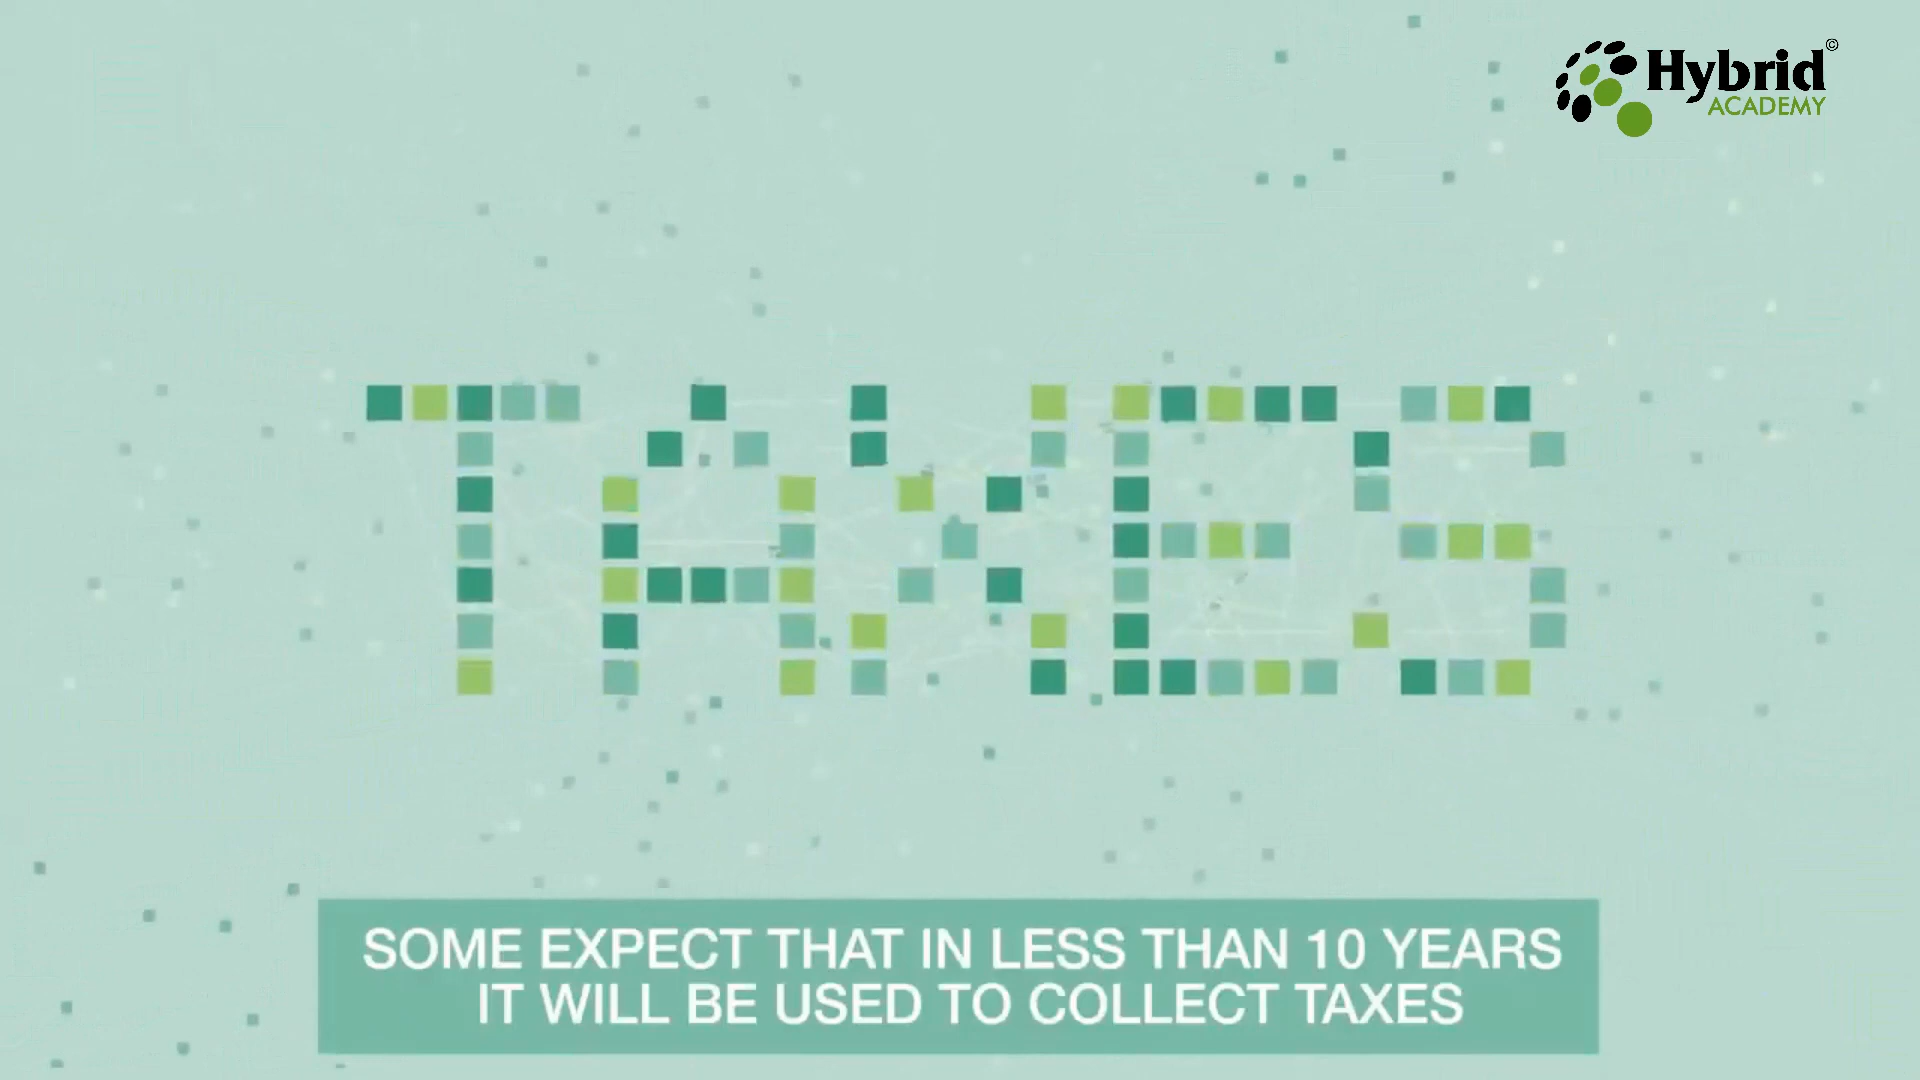 Hybrid©
ACADEMY
TAXES
SOME EXPECT THAT IN LESS THAN 10 YEARS
IT WILL BE USED TO COLLECT TAXES